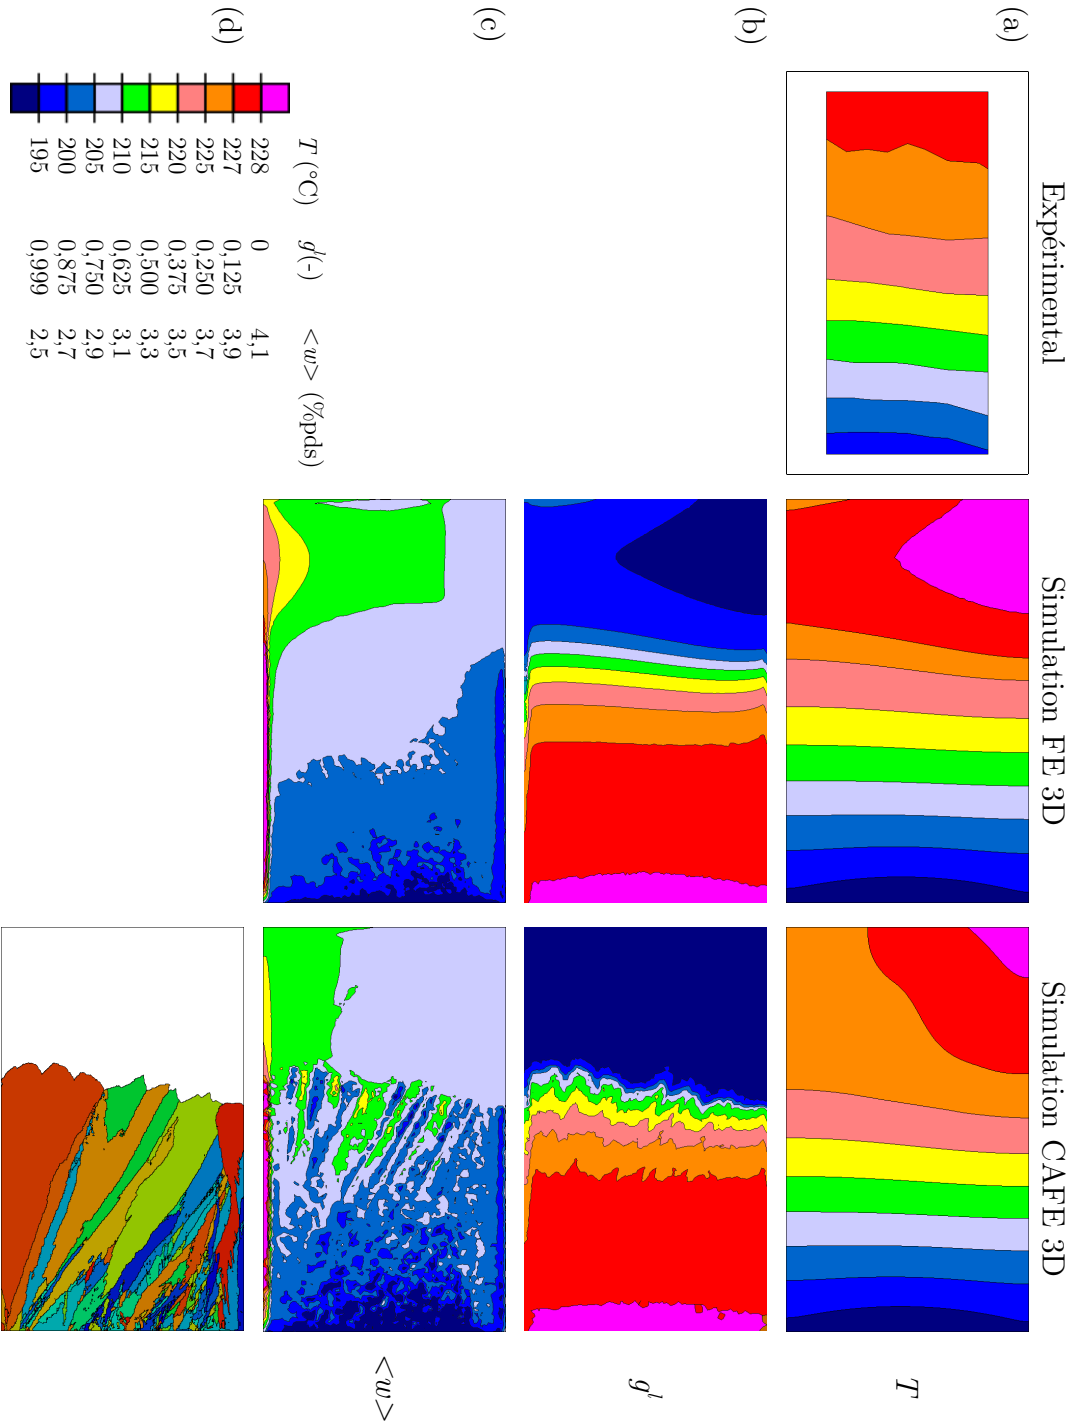 Expérimental Simulation FE 3D Simulation CAFE 3D
(a) T
(b) gˡ
(c) <w>
(d)
T (°C) gˡ(-) <w> (%pds)
228 0 4,1
227 0,125 3,9
225 0,250 3,7
220 0,375 3,5
215 0,500 3,3
210 0,625 3,1
205 0,750 2,9
200 0,875 2,7
195 0,999 2,5